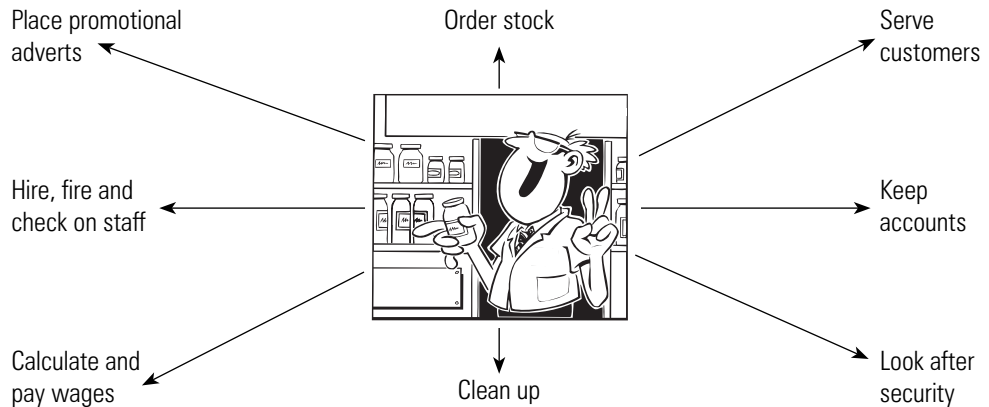 Place promotional
adverts
Order stock
Serve
customers
Hire, fire and
check on staff
Keep
accounts
Calculate and
pay wages
Clean up
Look after
security